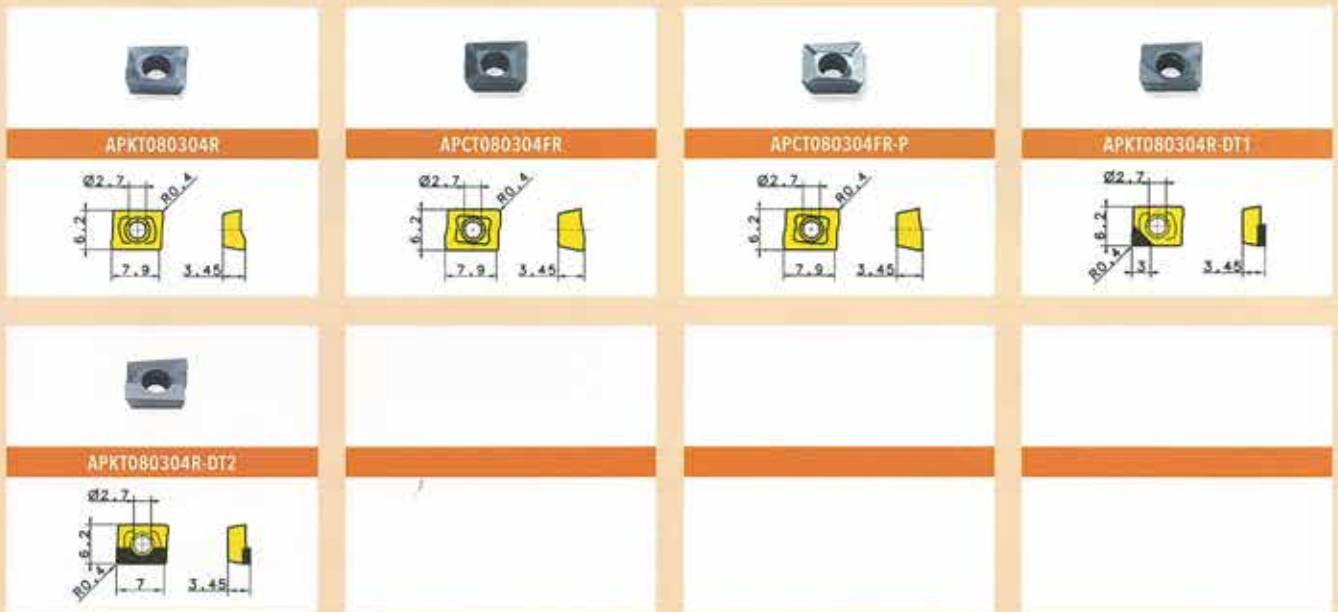 APKT080304R
Ø2.7
R0.4
6.2
7.9
3.45
APCT080304FR
Ø2.7
R0.4
6.2
7.9
3.45
APCT080304FR-P
Ø2.7
R0.4
6.2
7.9
3.45
APKT080304R-DT1
Ø2.7
6.2
R0.4
3
3.45
APKT080304R-DT2
Ø2.7
6.2
R0.4
7
3.45